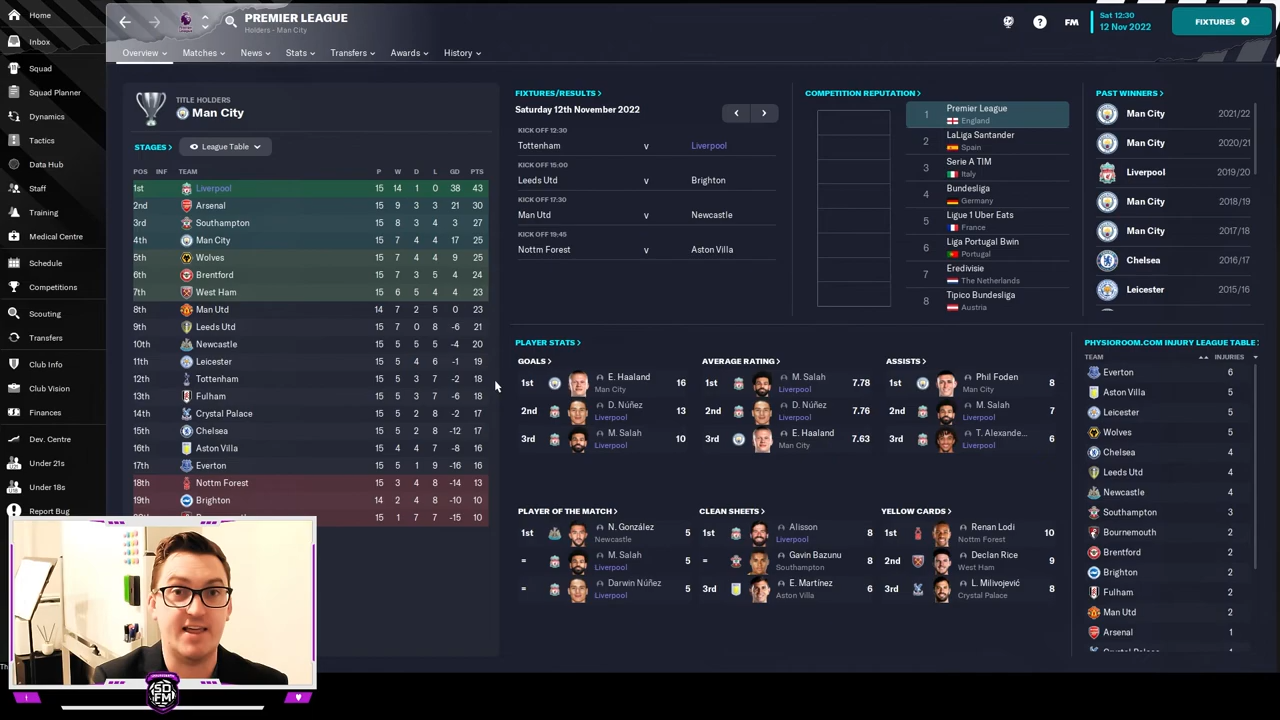 Home
Inbox
Squad
Squad Planner
Dynamics
Tactics
Data Hub
Staff
Training
Medical Centre
Schedule
Competitions
Scouting
Transfers
Club Info
Club Vision
Finances
Dev. Centre
Under 21s
Under 18s
Report Bug
PREMIER LEAGUE
Holders - Man City
FM
Sat 12:30
12 Nov 2022
FIXTURES
Overview Matches News Stats Transfers Awards History
TITLE HOLDERS
Man City
STAGES > League Table
POS INF TEAM P W D L GD PTS
1st Liverpool 15 14 1 0 38 43
2nd Arsenal 15 9 3 3 21 30
3rd Southampton 15 8 3 4 3 27
4th Man City 15 7 4 4 17 25
5th Wolves 15 7 4 4 9 25
6th Brentford 15 7 3 5 4 24
7th West Ham 15 6 5 4 4 23
8th Man Utd 14 7 2 5 0 23
9th Leeds Utd 15 7 0 8 -6 21
10th Newcastle 15 5 5 5 -4 20
11th Leicester 15 5 4 6 -1 19
12th Tottenham 15 5 3 7 -2 18
13th Fulham 15 5 3 7 -6 18
14th Crystal Palace 15 5 2 8 -2 17
15th Chelsea 15 5 2 8 -12 17
16th Aston Villa 15 4 4 7 -8 16
17th Everton 15 5 1 9 -16 16
18th Nottm Forest 15 3 4 8 -14 13
19th Brighton 14 2 4 8 -10 10
15 1 7 7 -15 10
SDFM
FIXTURES/RESULTS >
Saturday 12th November 2022
KICK OFF 12:30
Tottenham v Liverpool
KICK OFF 15:00
Leeds Utd v Brighton
KICK OFF 17:30
Man Utd v Newcastle
KICK OFF 19:45
Nottm Forest v Aston Villa
COMPETITION REPUTATION >
1 Premier League
England
2 LaLiga Santander
Spain
3 Serie A TIM
Italy
4 Bundesliga
Germany
5 Ligue 1 Uber Eats
France
6 Liga Portugal Bwin
Portugal
7 Eredivisie
The Netherlands
8 Tipico Bundesliga
Austria
PAST WINNERS >
Man City 2021/22
Man City 2020/21
Liverpool 2019/20
Man City 2018/19
Man City 2017/18
Chelsea 2016/17
Leicester 2015/16
PLAYER STATS >
GOALS >
1st E. Haaland 16
Man City
2nd D. Núñez 13
Liverpool
3rd M. Salah 10
Liverpool
AVERAGE RATING >
1st M. Salah 7.78
Liverpool
2nd D. Núñez 7.76
Liverpool
3rd E. Haaland 7.63
Man City
ASSISTS >
1st Phil Foden 8
Man City
2nd M. Salah 7
Liverpool
3rd T. Alexande... 6
Liverpool
PLAYER OF THE MATCH >
1st N. González 5
Newcastle
= M. Salah 5
Liverpool
= Darwin Núñez 5
Liverpool
CLEAN SHEETS >
1st Alisson 8
Liverpool
= Gavin Bazunu 8
Southampton
3rd E. Martínez 6
Aston Villa
YELLOW CARDS >
1st Renan Lodi 10
Nottm Forest
2nd Declan Rice 9
West Ham
3rd L. Milivojević 8
Crystal Palace
PHYSIOROOM.COM INJURY LEAGUE TABLE
TEAM INJURIES
Everton 6
Aston Villa 5
Leicester 5
Wolves 5
Chelsea 4
Leeds Utd 4
Newcastle 4
Southampton 3
Bournemouth 2
Brentford 2
Brighton 2
Fulham 2
Man Utd 2
Arsenal 1